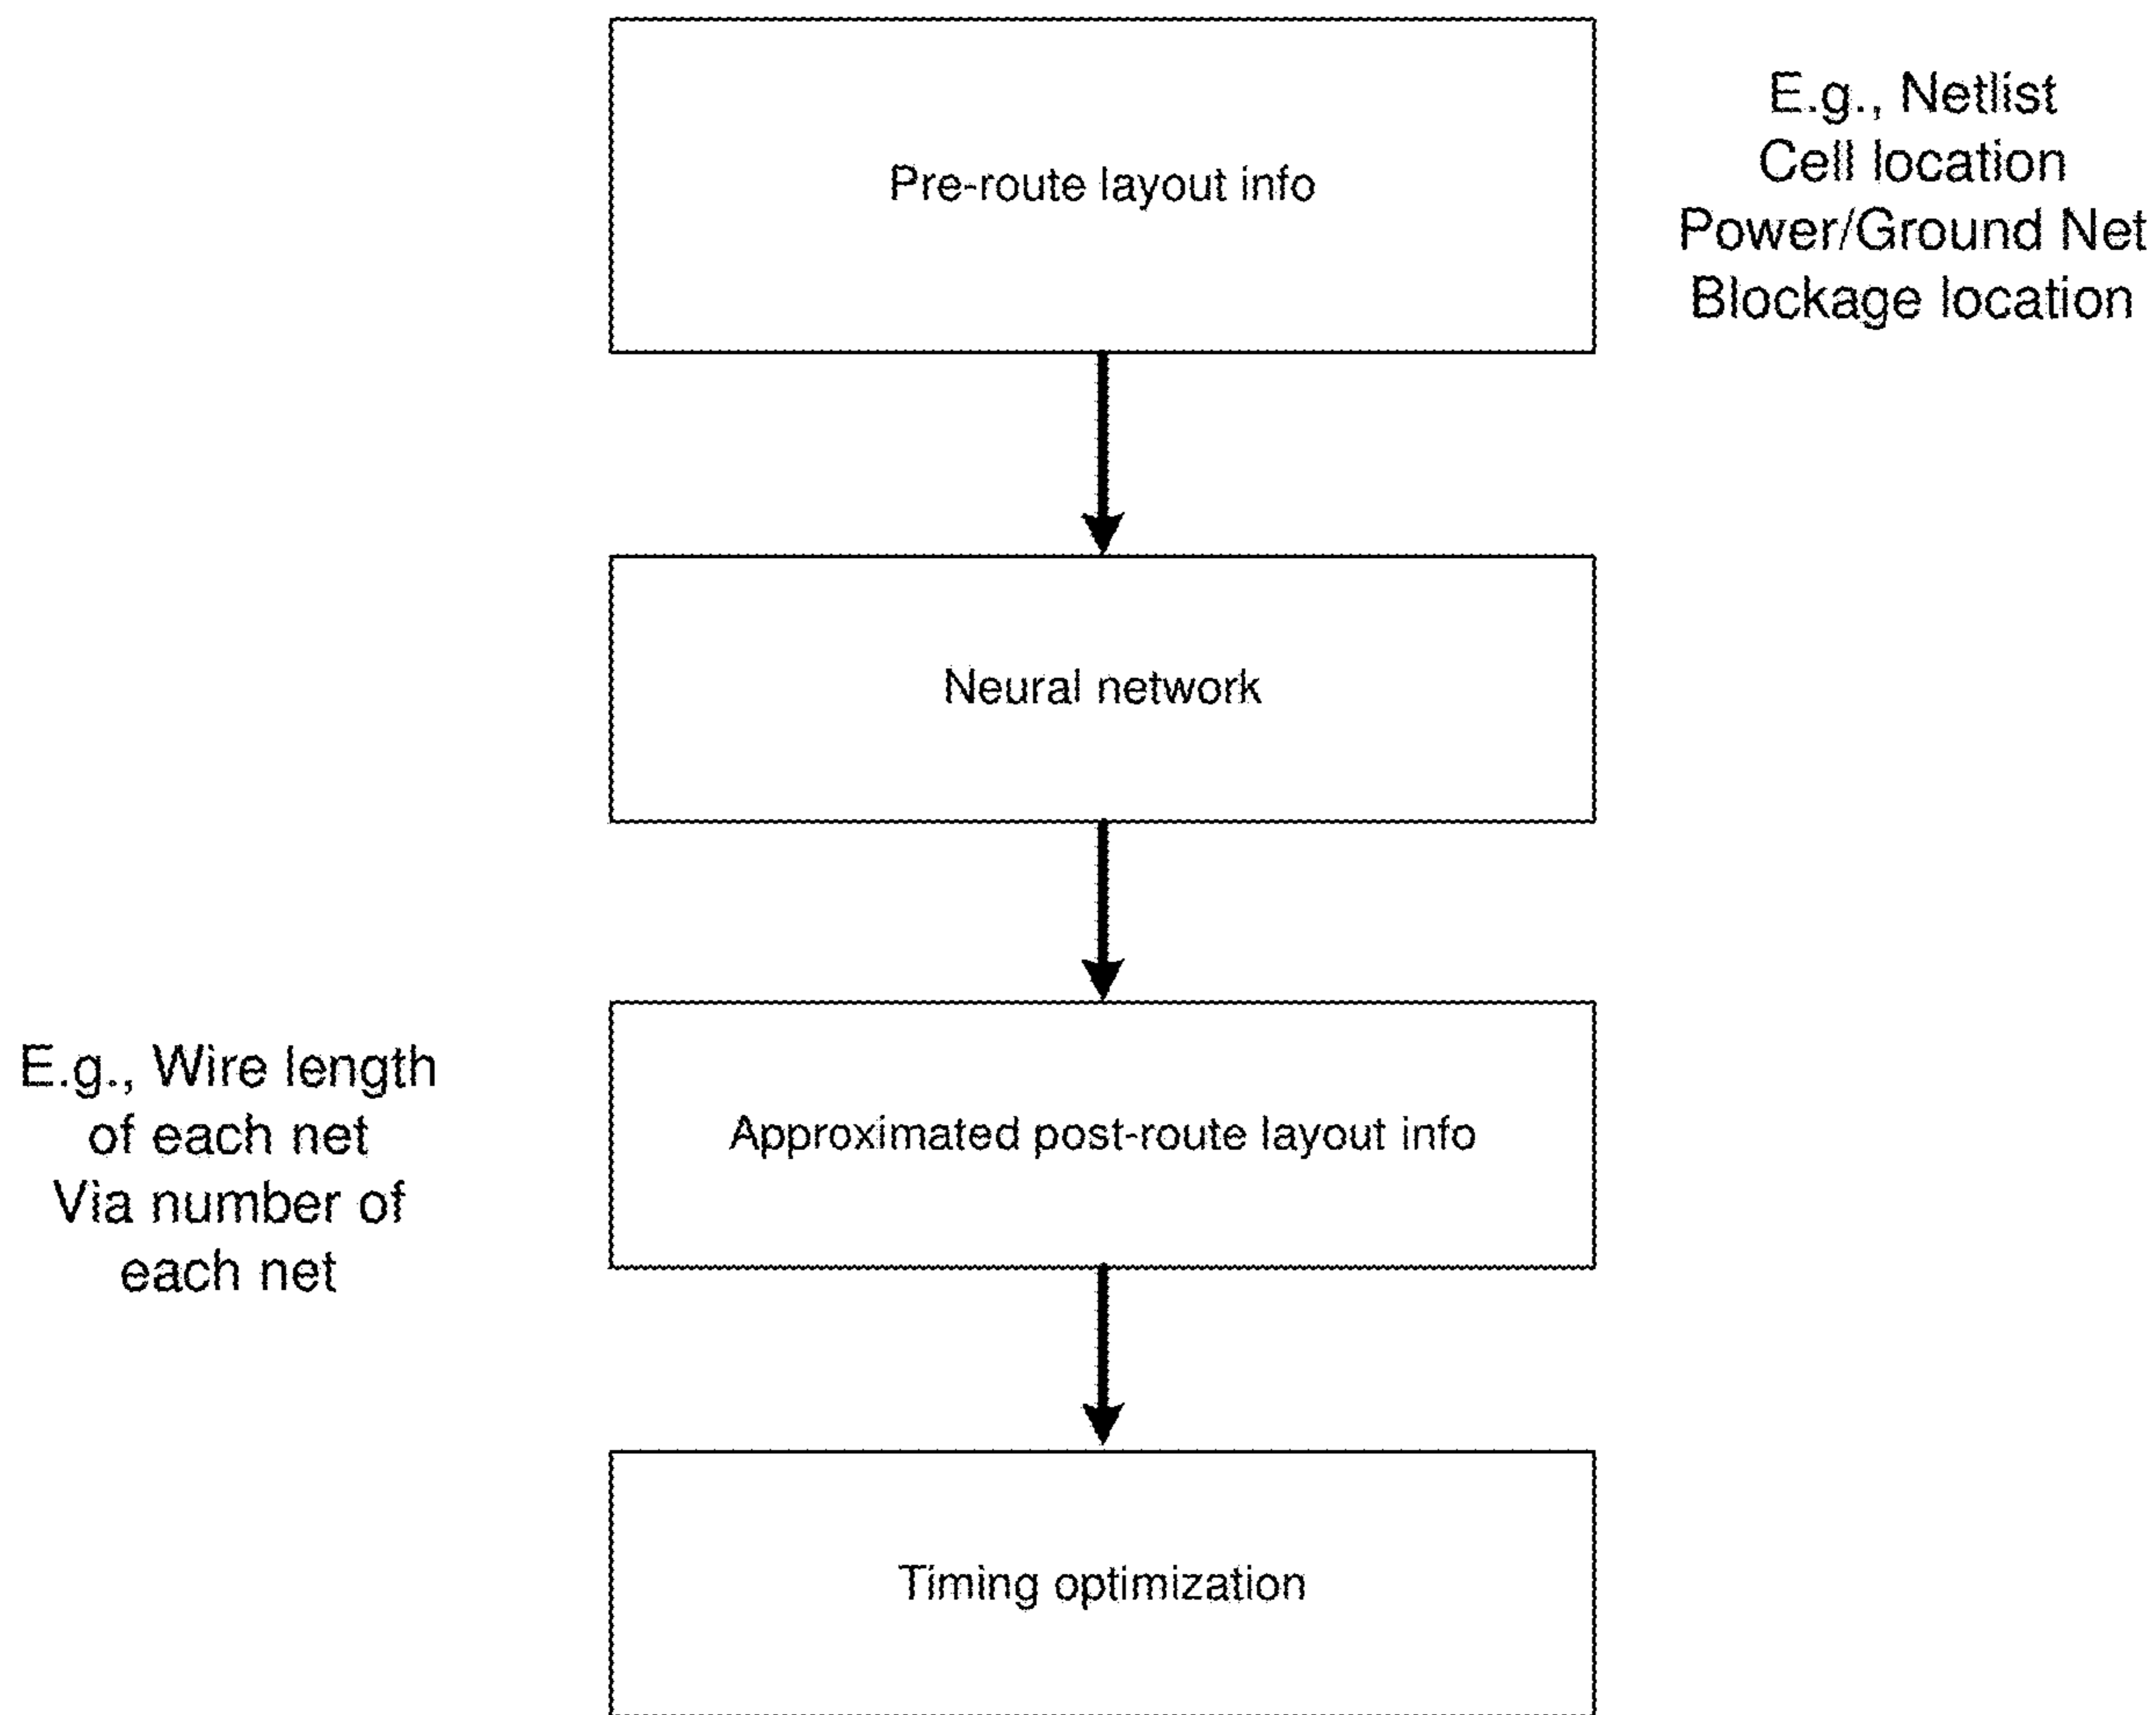 Pre-route layout info
E.g., Netlist
Cell location
Power/Ground Net
Blockage location
Neural network
E.g., Wire length
of each net
Via number of
each net
Approximated post-route layout info
Timing optimization